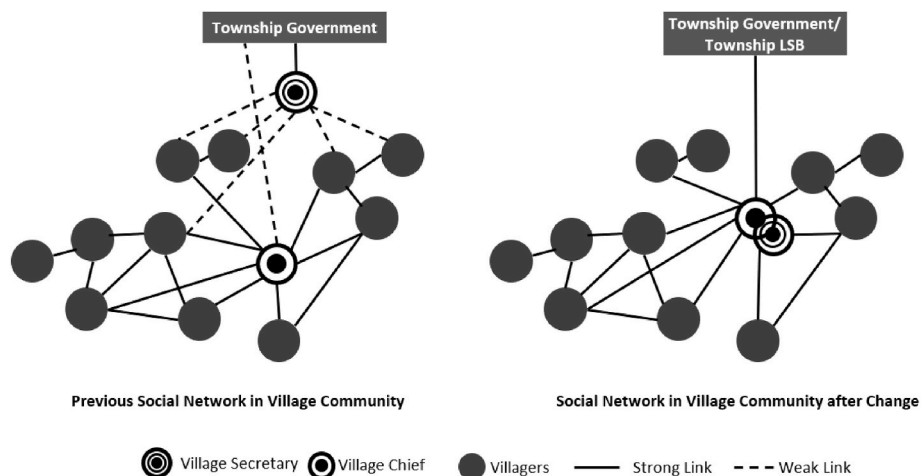 Township Government
Township Government/
Township LSB
Previous Social Network in Village Community
Social Network in Village Community after Change
Village Secretary
Village Chief
Villagers
Strong Link
Weak Link